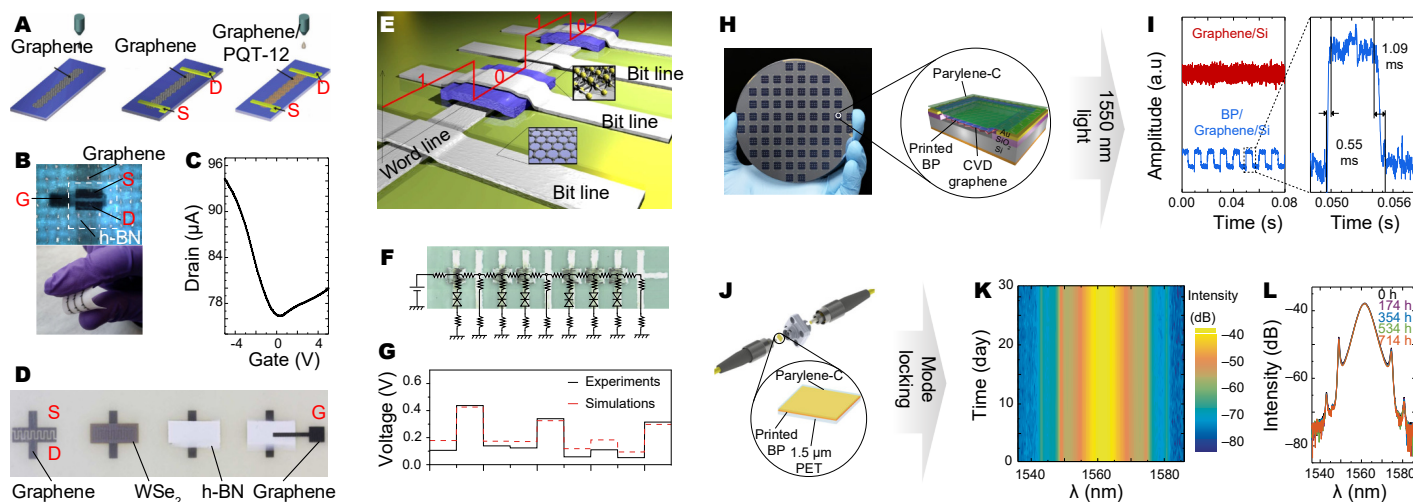 A
Graphene
Graphene
Graphene/
PQT-12
S
D
S
D
B
Graphene
G
S
D
h-BN
C
Drain (µA)
96
90
84
78
−4
0
4
Gate (V)
D
S
D
G
Graphene
WSe2
h-BN
Graphene
E
1
0
1
0
Bit line
Bit line
Bit line
Word line
F
G
Voltage (V)
0.6
0.4
0.2
0.0
Experiments
Simulations
H
Parylene-C
Au
SiO2
Si
Printed
BP
CVD
graphene
1550 nm
light
I
Amplitude (a.u)
Graphene/Si
BP/
Graphene/Si
0.00
0.04
0.08
Time (s)
1.09
ms
0.55
ms
0.050
0.056
Time (s)
J
Parylene-C
Printed
BP
1.5 µm
PET
Mode
locking
K
Time (day)
30
20
10
0
1540
1560
1580
λ (nm)
Intensity
(dB)
−40
−50
−60
−70
−80
L
Intensity (dB)
−40
−60
−80
0 h
174 h
354 h
534 h
714 h
1540
1560
1580
λ (nm)